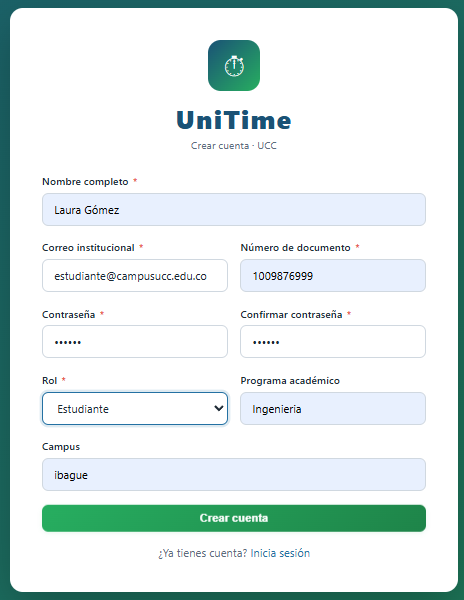 UniTime
Crear cuenta · UCC
Nombre completo *
Laura Gómez
Correo institucional * Número de documento *
estudiante@campusucc.edu.co 1009876999
Contraseña * Confirmar contraseña *
•••••• ••••••
Rol * Programa académico
Estudiante Ingenieria
Campus
ibague
Crear cuenta
¿Ya tienes cuenta? Inicia sesión